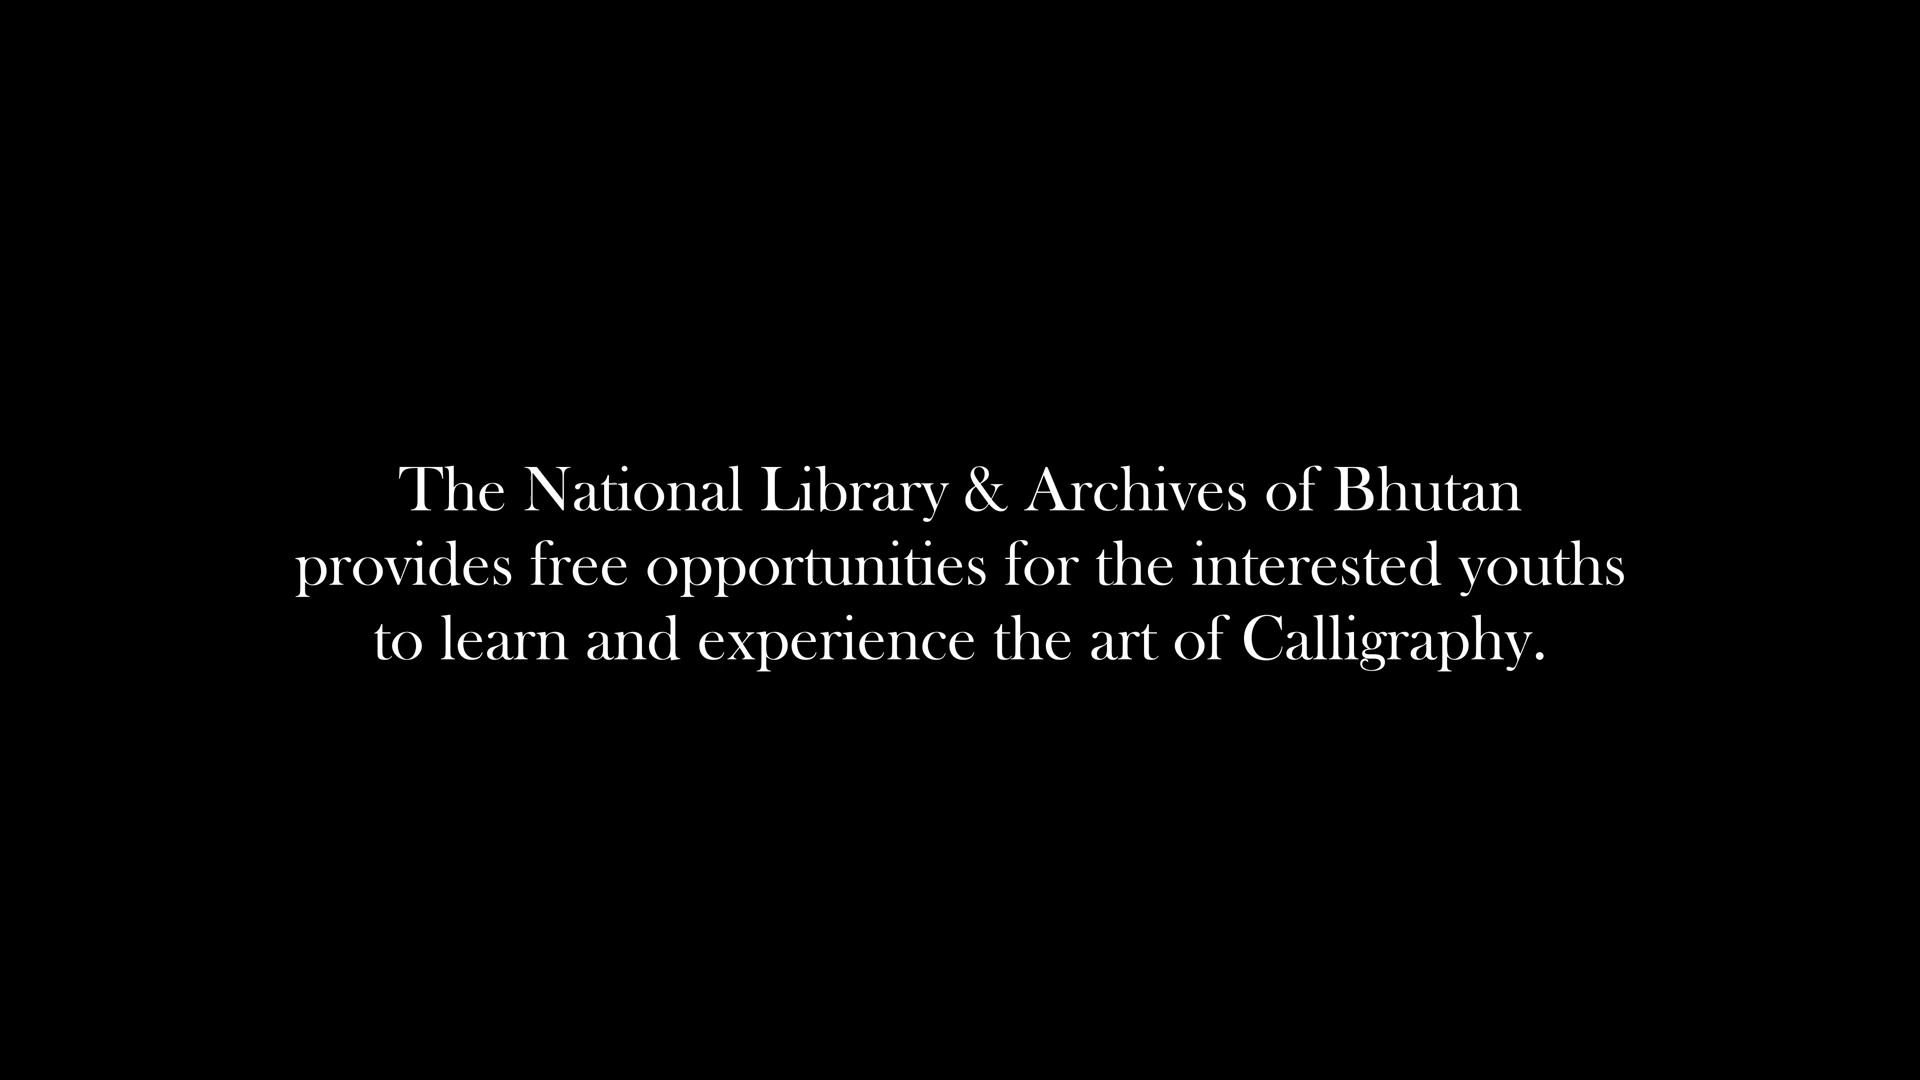 The National Library & Archives of Bhutan
provides free opportunities for the interested youths
to learn and experience the art of Calligraphy.